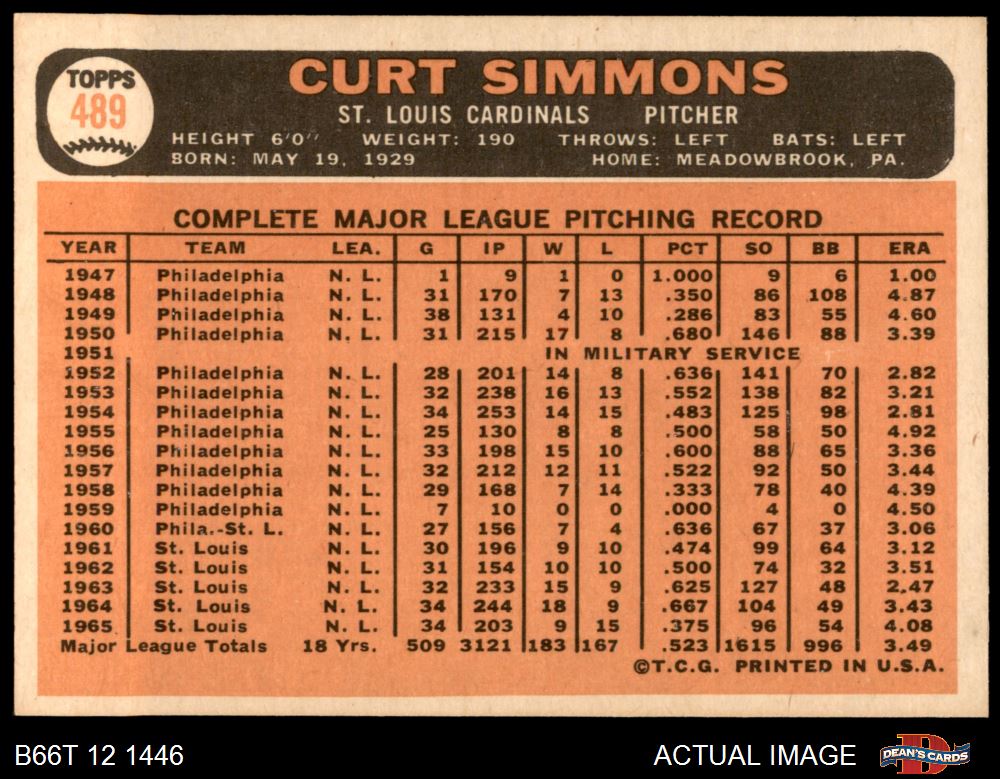 TOPPS
489
CURT SIMMONS
ST. LOUIS CARDINALS PITCHER
HEIGHT 6'0" WEIGHT: 190 THROWS: LEFT BATS: LEFT
BORN: MAY 19, 1929 HOME: MEADOWBROOK, PA.
COMPLETE MAJOR LEAGUE PITCHING RECORD
YEAR TEAM LEA. G IP W L PCT SO BB ERA
1947 Philadelphia N. L. 1 9 1 0 1.000 9 6 1.00
1948 Philadelphia N. L. 31 170 7 13 .350 86 108 4.87
1949 Philadelphia N. L. 38 131 4 10 .286 83 55 4.60
1950 Philadelphia N. L. 31 215 17 8 .680 146 88 3.39
1951 IN MILITARY SERVICE
1952 Philadelphia N. L. 28 201 14 8 .636 141 70 2.82
1953 Philadelphia N. L. 32 238 16 13 .552 138 82 3.21
1954 Philadelphia N. L. 34 253 14 15 .483 125 98 2.81
1955 Philadelphia N. L. 25 130 8 8 .500 58 50 4.92
1956 Philadelphia N. L. 33 198 15 10 .600 88 65 3.36
1957 Philadelphia N. L. 32 212 12 11 .522 92 50 3.44
1958 Philadelphia N. L. 29 168 7 14 .333 78 40 4.39
1959 Philadelphia N. L. 7 10 0 0 .000 4 0 4.50
1960 Phila.-St. L. N. L. 27 156 7 4 .636 67 37 3.06
1961 St. Louis N. L. 30 196 9 10 .474 99 64 3.12
1962 St. Louis N. L. 31 154 10 10 .500 74 32 3.51
1963 St. Louis N. L. 32 233 15 9 .625 127 48 2.47
1964 St. Louis N. L. 34 244 18 9 .667 104 49 3.43
1965 St. Louis N. L. 34 203 9 15 .375 96 54 4.08
Major League Totals 18 Yrs. 509 3121 183 167 .523 1615 996 3.49
©T.C.G. PRINTED IN U.S.A.
B66T 12 1446 ACTUAL IMAGE DEAN'S CARDS